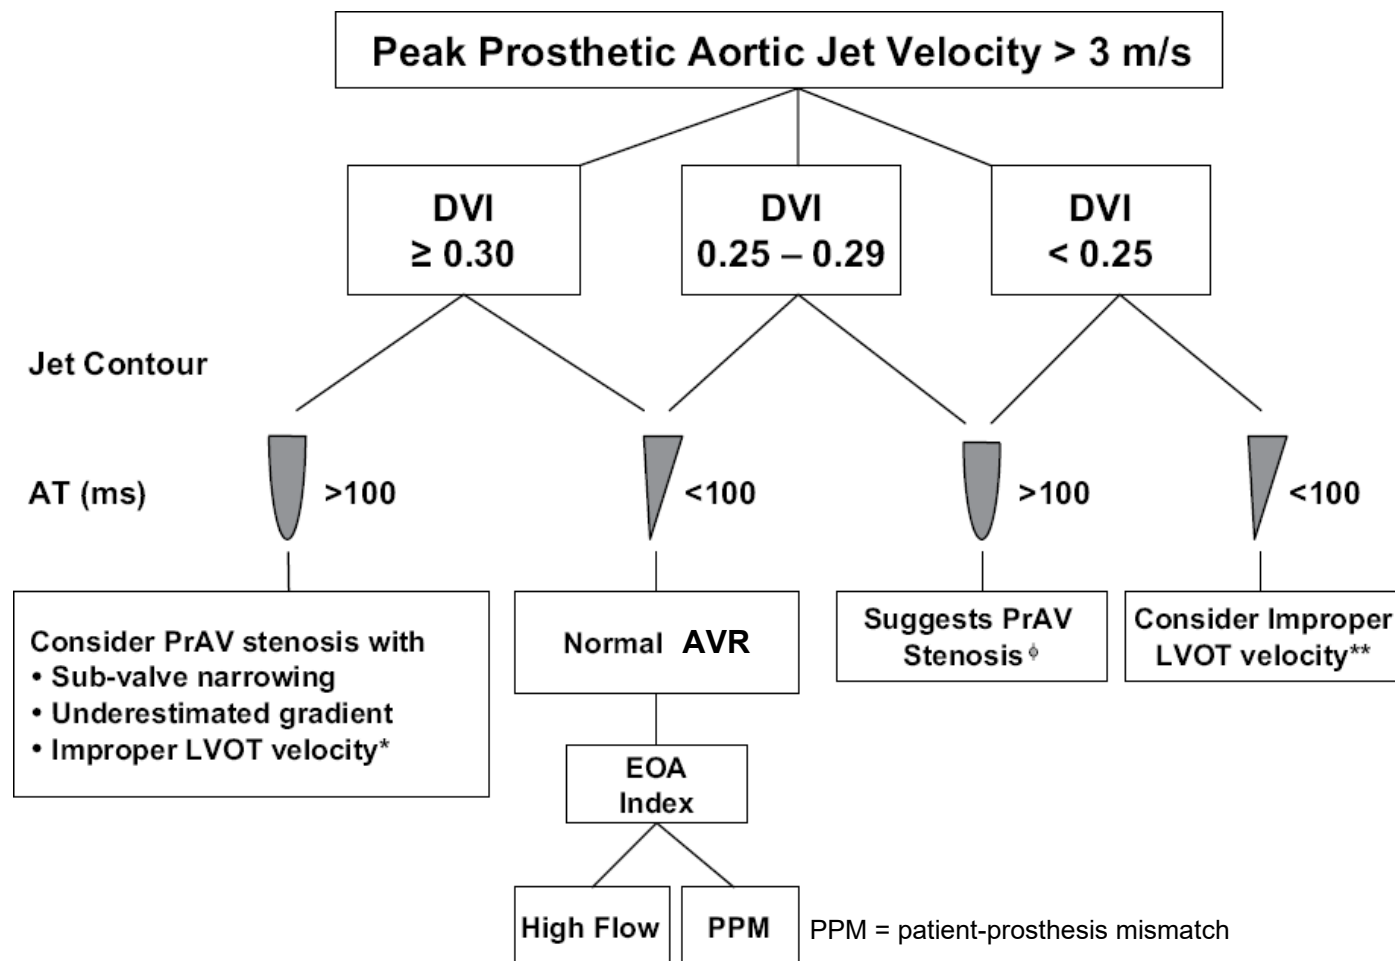 Peak Prosthetic Aortic Jet Velocity > 3 m/s
DVI
≥ 0.30
DVI
0.25 – 0.29
DVI
< 0.25
Jet Contour
AT (ms)
>100
<100
>100
<100
Consider PrAV stenosis with
• Sub-valve narrowing
• Underestimated gradient
• Improper LVOT velocity*
Normal AVR
Suggests PrAV
Stenosisᶲ
Consider Improper
LVOT velocity**
EOA
Index
High Flow
PPM
PPM = patient-prosthesis mismatch